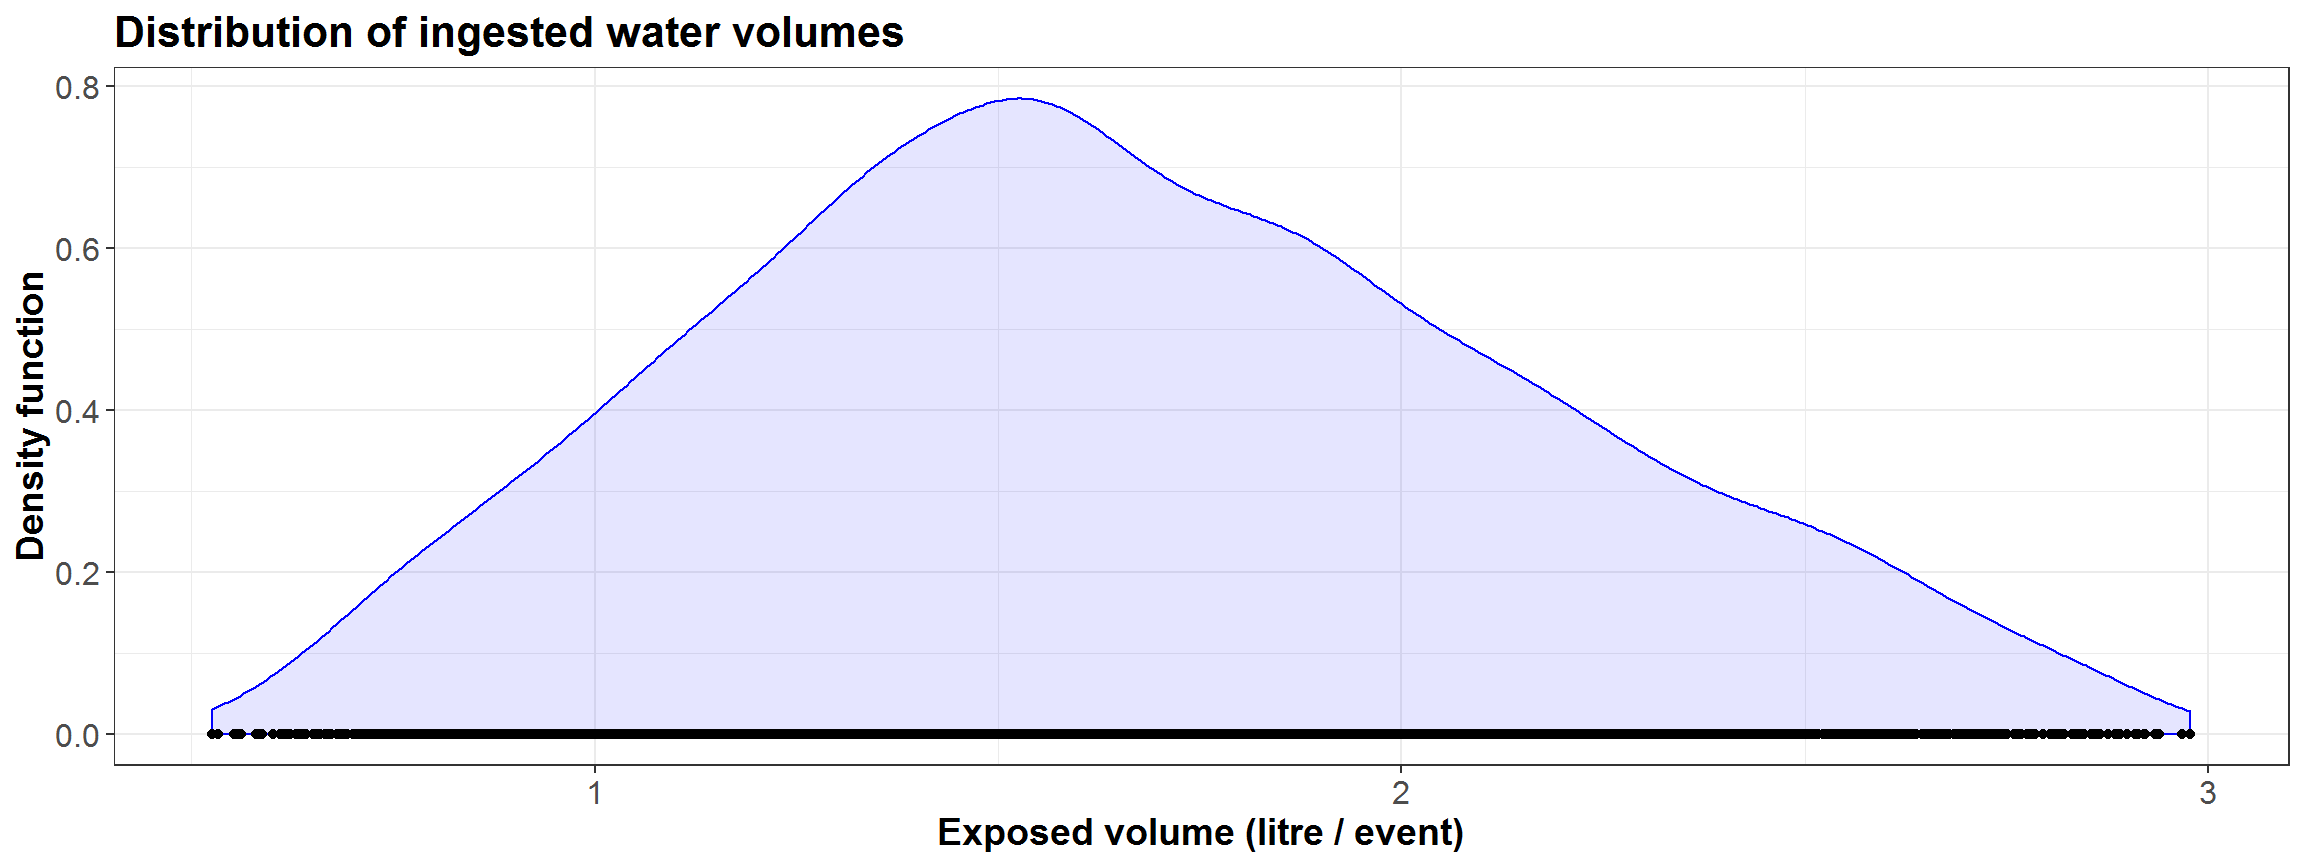 Distribution of ingested water volumes
0.8
0.6
0.4
0.2
0.0
Density function
1 2 3
Exposed volume (litre / event)